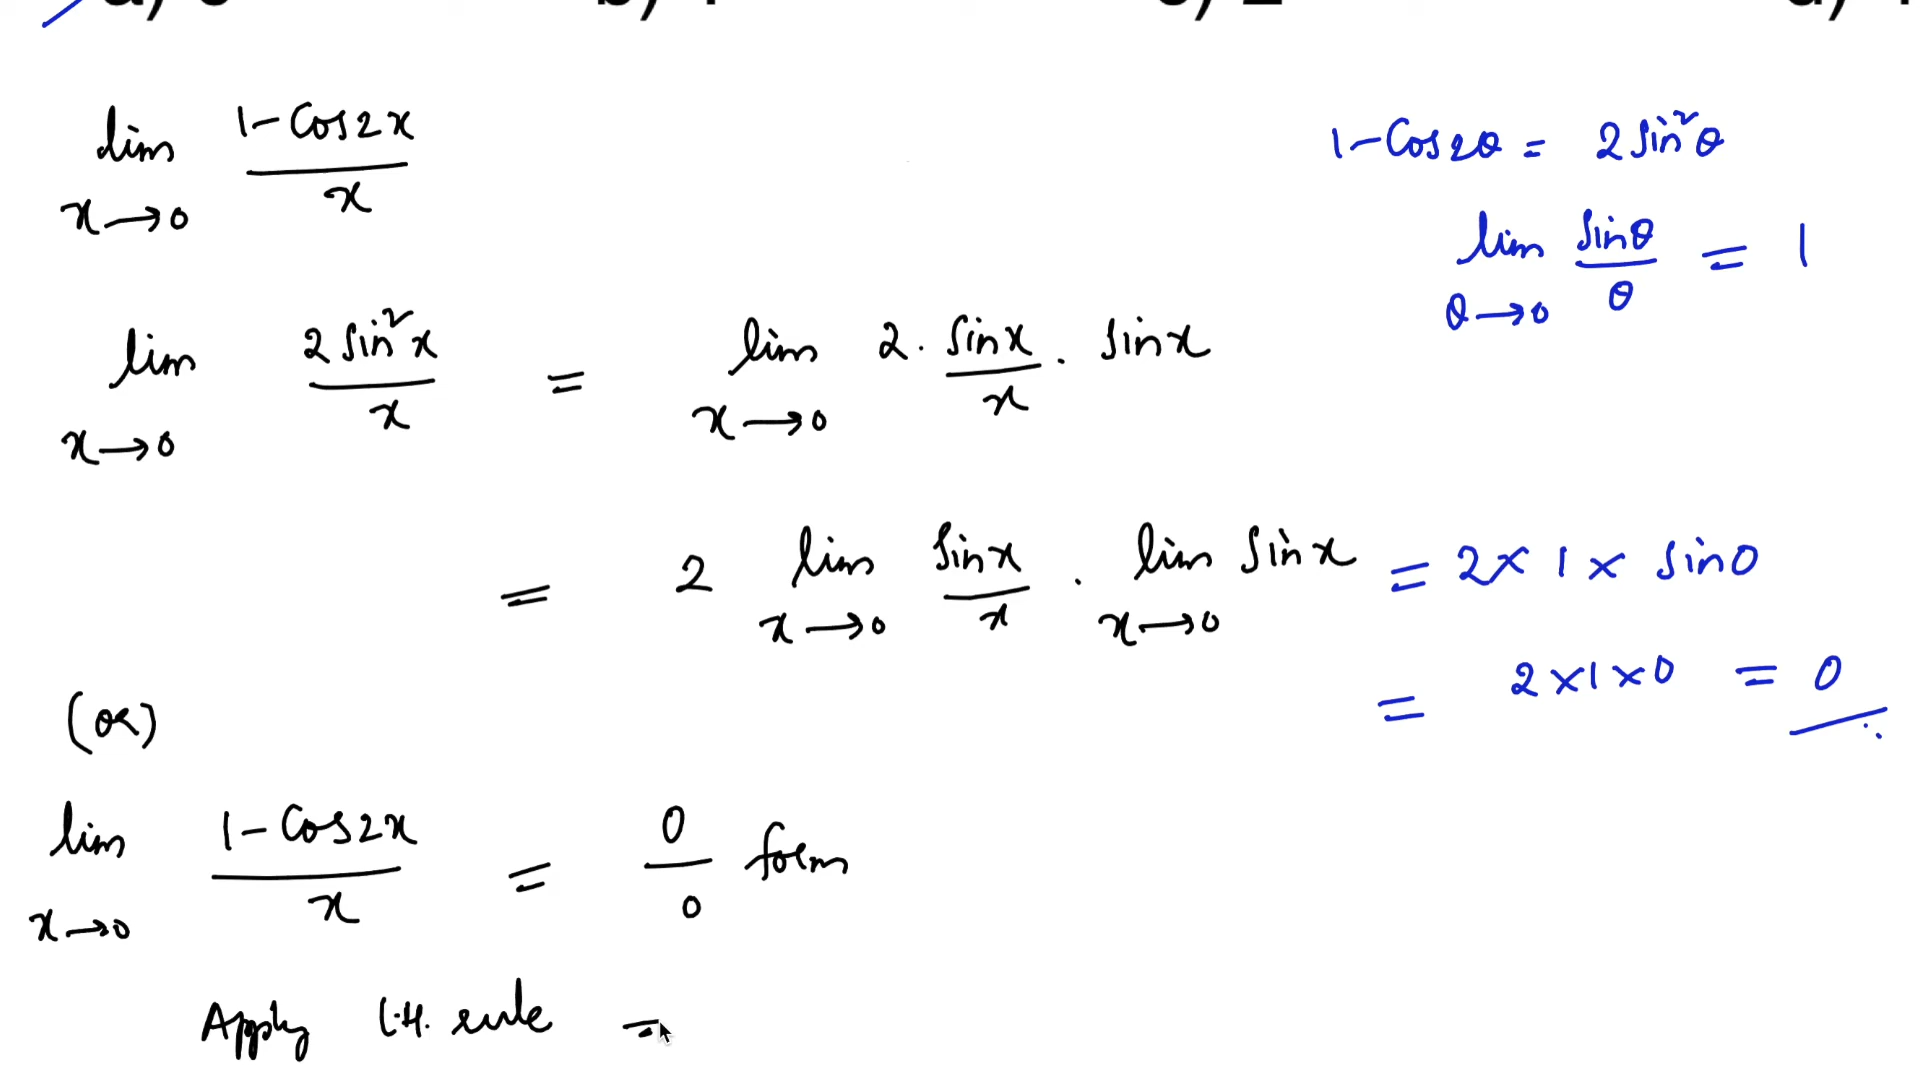 lim x→0 (1-Cos2x)/x
1-Cos2θ = 2sin²θ
lim θ→0 sinθ/θ = 1
lim x→0 2sin²x/x = lim x→0 2. sinx/x . sinx
= 2 lim x→0 sinx/x . lim x→0 sinx = 2×1×sin0
= 2×1×0 = 0
(or)
lim x→0 (1-Cos2x)/x = 0/0 form
Apply L.H. rule =